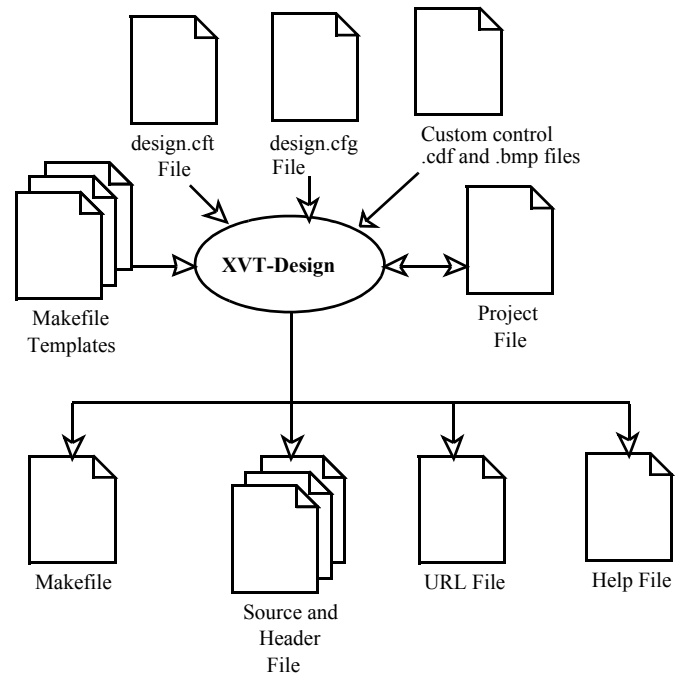 design.cft
File
design.cfg
File
Custom control
.cdf and .bmp files
XVT-Design
Makefile
Templates
Project
File
Makefile
Source and
Header
File
URL File
Help File